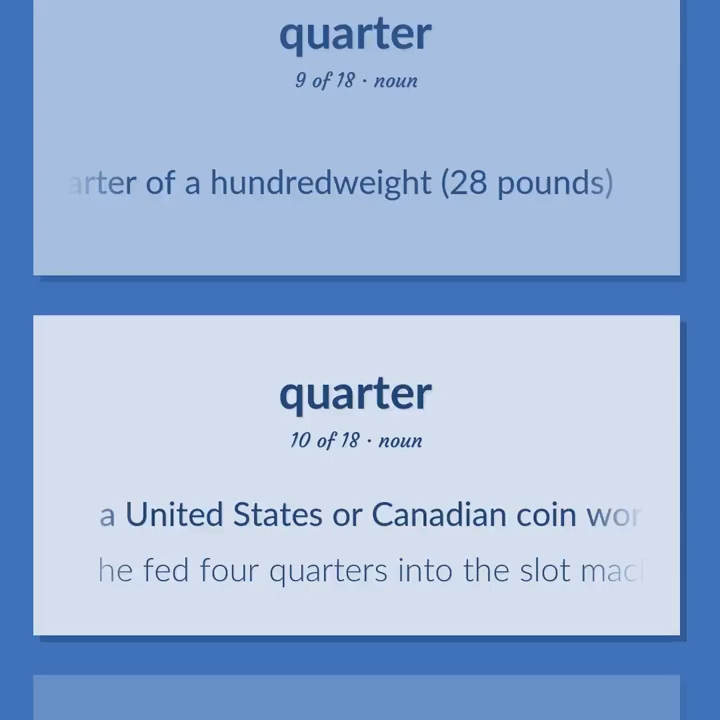 quarter
9 of 18 · noun
arter of a hundredweight (28 pounds)
quarter
10 of 18 · noun
a United States or Canadian coin wor
he fed four quarters into the slot mac